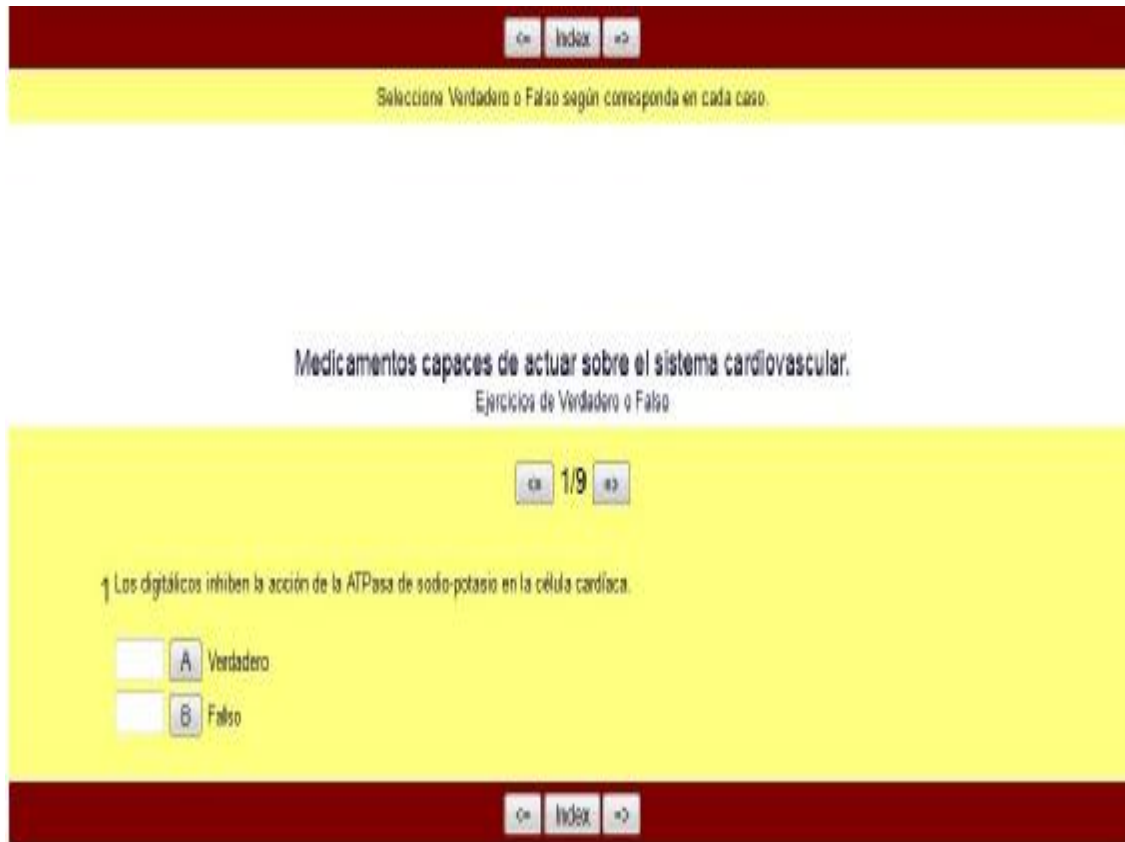 <= Index =>
Seleccione Verdadero o Falso según corresponda en cada caso.
Medicamentos capaces de actuar sobre el sistema cardiovascular.
Ejercicios de Verdadero o Falso
<= 1/9 =>
1 Los digitálicos inhiben la acción de la ATPasa de sodio-potasio en la célula cardíaca.
A Verdadero
B Falso
<= Index =>